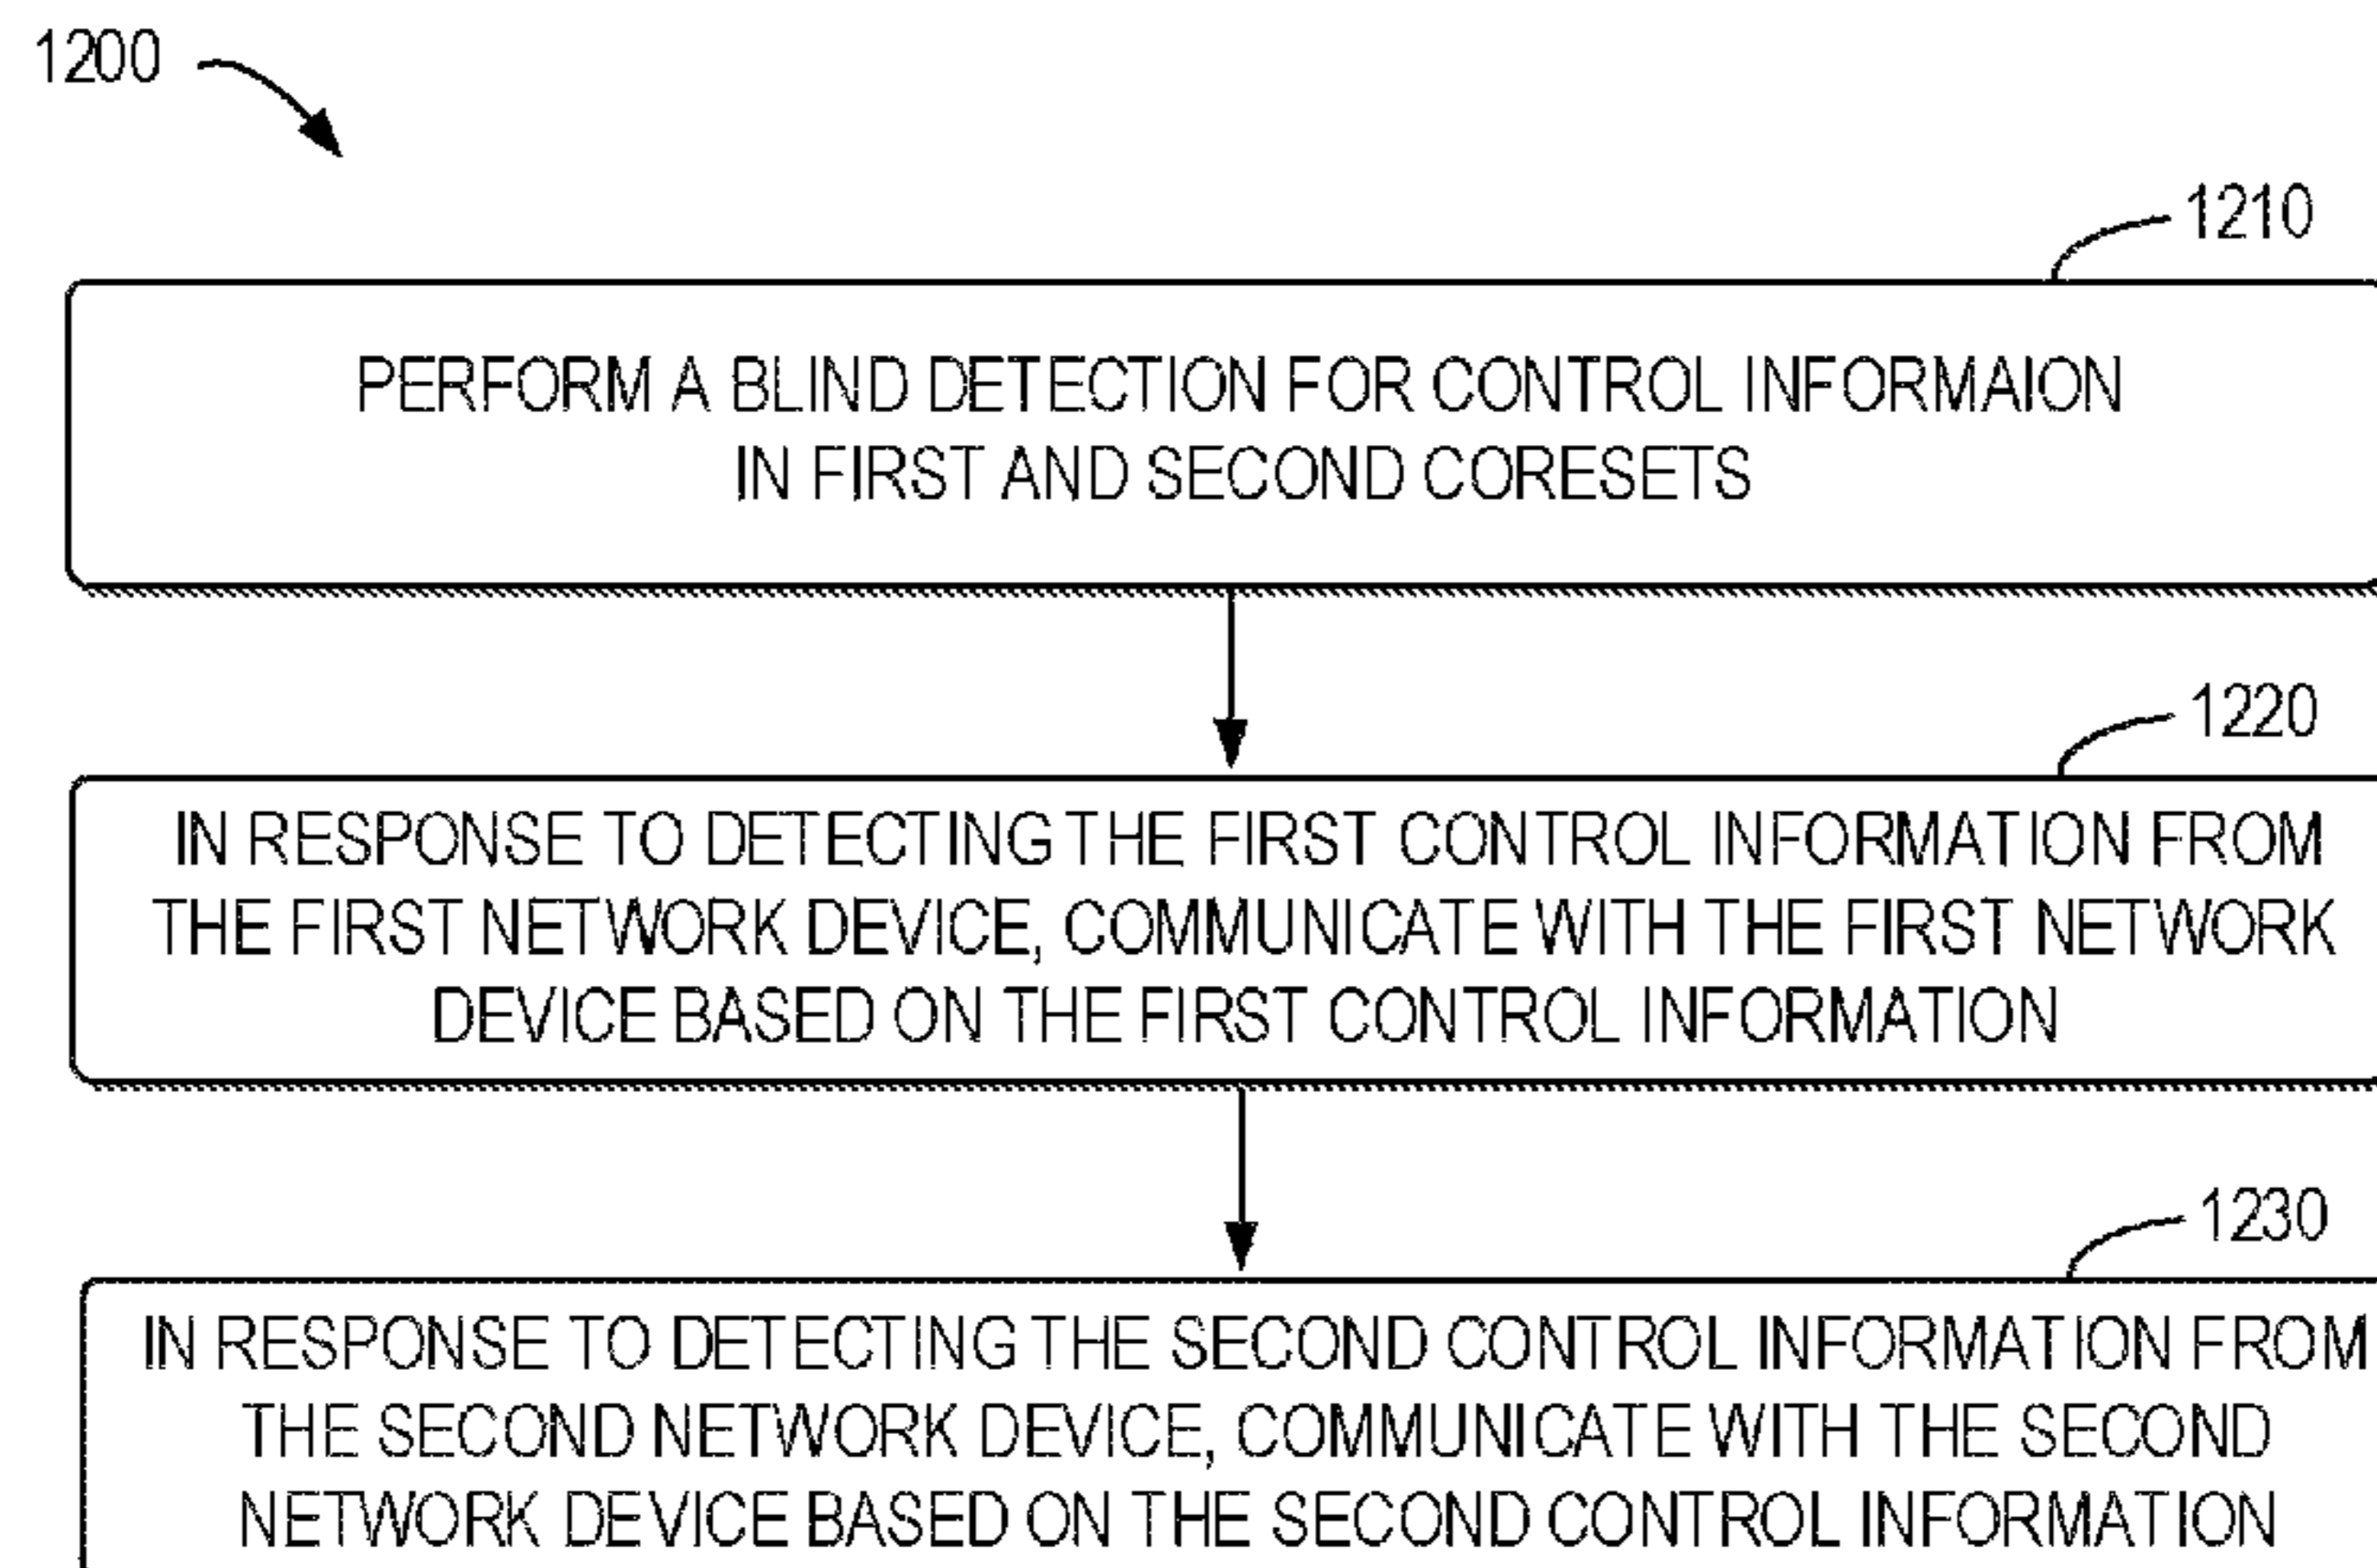 1200
1210
PERFORM A BLIND DETECTION FOR CONTROL INFORMAION
IN FIRST AND SECOND CORESETS
1220
IN RESPONSE TO DETECTING THE FIRST CONTROL INFORMATION FROM
THE FIRST NETWORK DEVICE, COMMUNICATE WITH THE FIRST NETWORK
DEVICE BASED ON THE FIRST CONTROL INFORMATION
1230
IN RESPONSE TO DETECTING THE SECOND CONTROL INFORMATION FROM
THE SECOND NETWORK DEVICE, COMMUNICATE WITH THE SECOND
NETWORK DEVICE BASED ON THE SECOND CONTROL INFORMATION